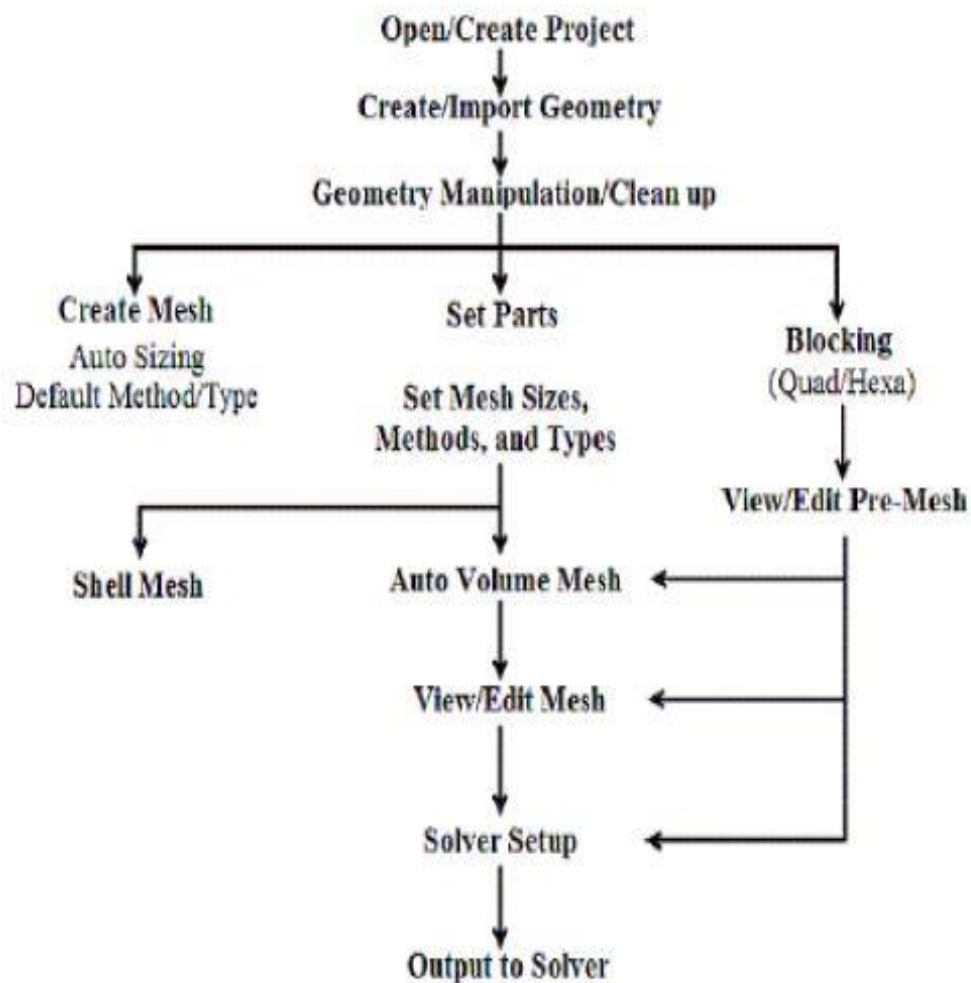 Open/Create Project
Create/Import Geometry
Geometry Manipulation/Clean up
Create Mesh
Auto Sizing
Default Method/Type
Set Parts
Set Mesh Sizes,
Methods, and Types
Blocking
(Quad/Hexa)
View/Edit Pre-Mesh
Shell Mesh
Auto Volume Mesh
View/Edit Mesh
Solver Setup
Output to Solver